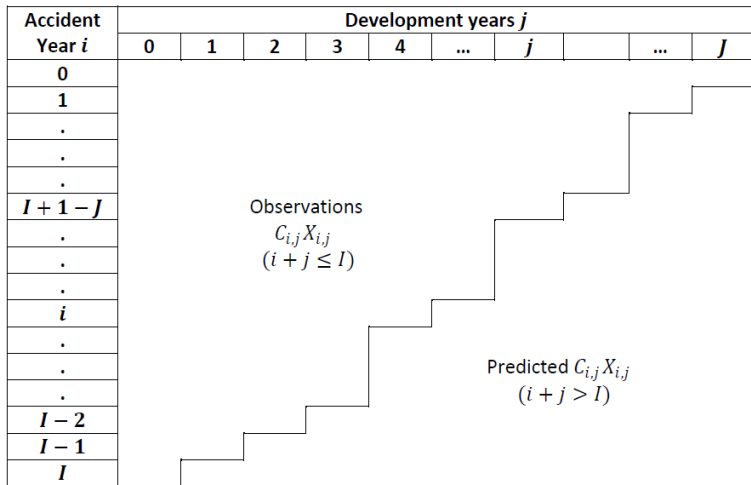 Accident Year i Development years j
0 1 2 3 4 ... j ... J
0
1
.
.
.
I + 1 − J
.
.
.
i
.
.
.
I − 2
I − 1
I
Observations
C_{i,j} X_{i,j}
(i + j ≤ I)
Predicted C_{i,j} X_{i,j}
(i + j > I)